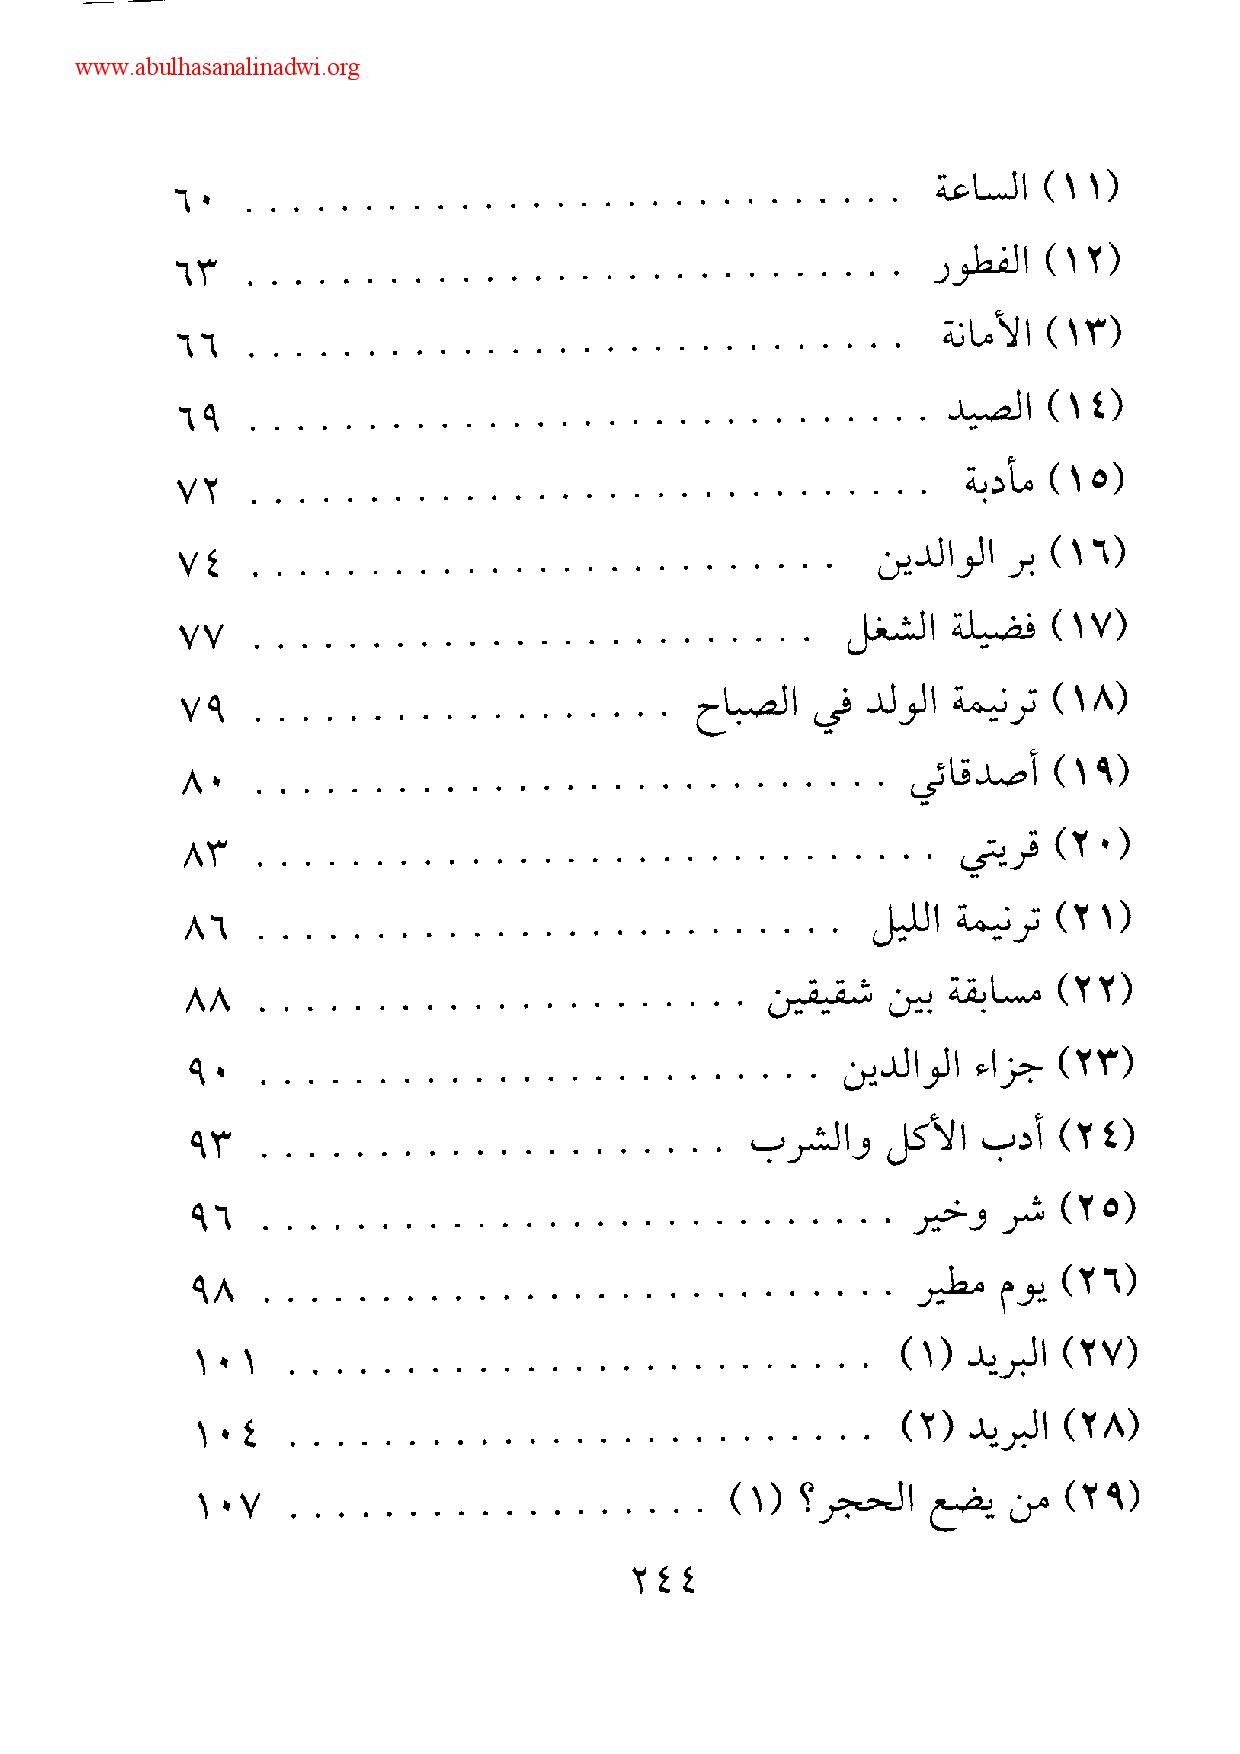 www.abulhasanalinadwi.org
(١١) الساعة . . . . . . . . . . . . . . . . . . . . . . . . . . . . ٦٠
(١٢) الفطور . . . . . . . . . . . . . . . . . . . . . . . . . . . . ٦٣
(١٣) الأمانة . . . . . . . . . . . . . . . . . . . . . . . . . . . . ٦٦
(١٤) الصيد . . . . . . . . . . . . . . . . . . . . . . . . . . . . . ٦٩
(١٥) مأدبة . . . . . . . . . . . . . . . . . . . . . . . . . . . . . ٧٢
(١٦) بر الوالدين . . . . . . . . . . . . . . . . . . . . . . . . . ٧٤
(١٧) فضيلة الشغل . . . . . . . . . . . . . . . . . . . . . . . . ٧٧
(١٨) ترنيمة الولد في الصباح . . . . . . . . . . . . . . . . . . ٧٩
(١٩) أصدقائي . . . . . . . . . . . . . . . . . . . . . . . . . . . ٨٠
(٢٠) قريتي . . . . . . . . . . . . . . . . . . . . . . . . . . . . . ٨٣
(٢١) ترنيمة الليل . . . . . . . . . . . . . . . . . . . . . . . . . ٨٦
(٢٢) مسابقة بين شقيقين . . . . . . . . . . . . . . . . . . . . . ٨٨
(٢٣) جزاء الوالدين . . . . . . . . . . . . . . . . . . . . . . . . ٩٠
(٢٤) أدب الأكل والشرب . . . . . . . . . . . . . . . . . . . . ٩٣
(٢٥) شر وخير . . . . . . . . . . . . . . . . . . . . . . . . . . . ٩٦
(٢٦) يوم مطير . . . . . . . . . . . . . . . . . . . . . . . . . . . ٩٨
(٢٧) البريد (١) . . . . . . . . . . . . . . . . . . . . . . . . . ١٠١
(٢٨) البريد (٢) . . . . . . . . . . . . . . . . . . . . . . . . . ١٠٤
(٢٩) من يضع الحجر؟ (١) . . . . . . . . . . . . . . . . . . ١٠٧
٢٤٤